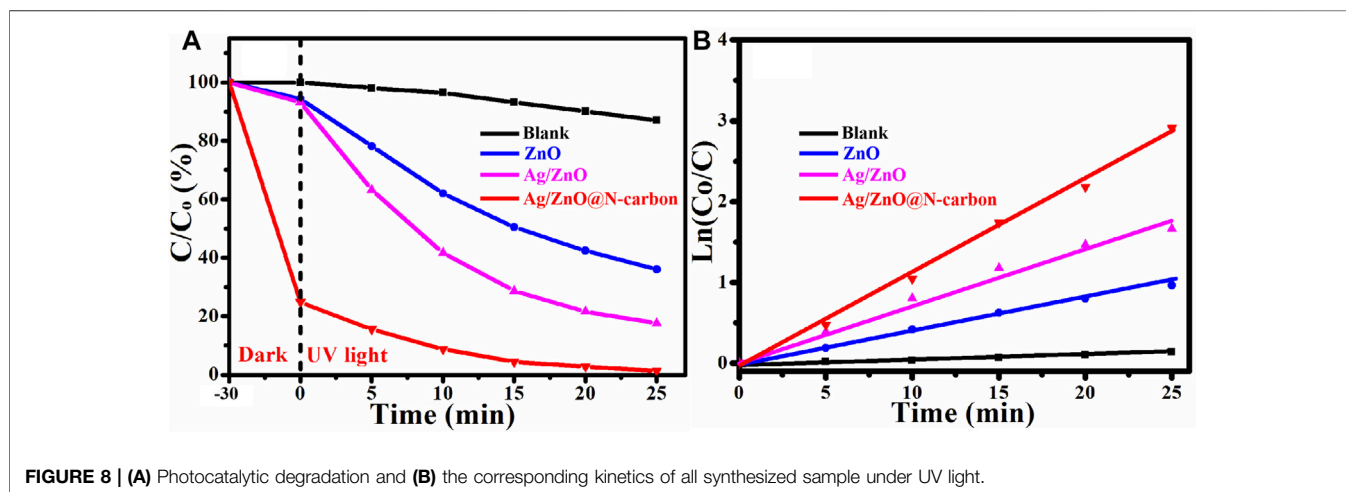 A
C/Co (%)
100
80
60
40
20
0
Blank
ZnO
Ag/ZnO
Ag/ZnO@N-carbon
Dark
UV light
-30 0 5 10 15 20 25
Time (min)
B
Ln(Co/C)
4
3
2
1
0
Blank
ZnO
Ag/ZnO
Ag/ZnO@N-carbon
0 5 10 15 20 25
Time (min)
FIGURE 8 | (A) Photocatalytic degradation and (B) the corresponding kinetics of all synthesized sample under UV light.